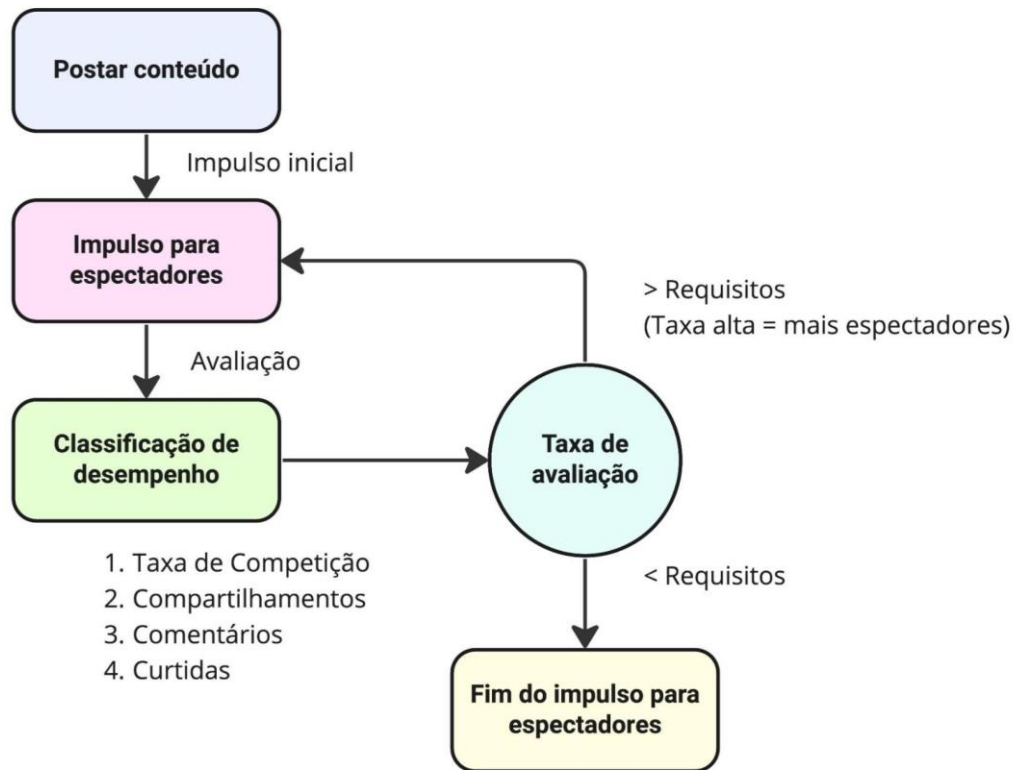 Postar conteúdo
Impulso inicial
Impulso para
espectadores
> Requisitos
(Taxa alta = mais espectadores)
Avaliação
Classificação de
desempenho
Taxa de
avaliação
1. Taxa de Competição
2. Compartilhamentos
3. Comentários
4. Curtidas
< Requisitos
Fim do impulso para
espectadores